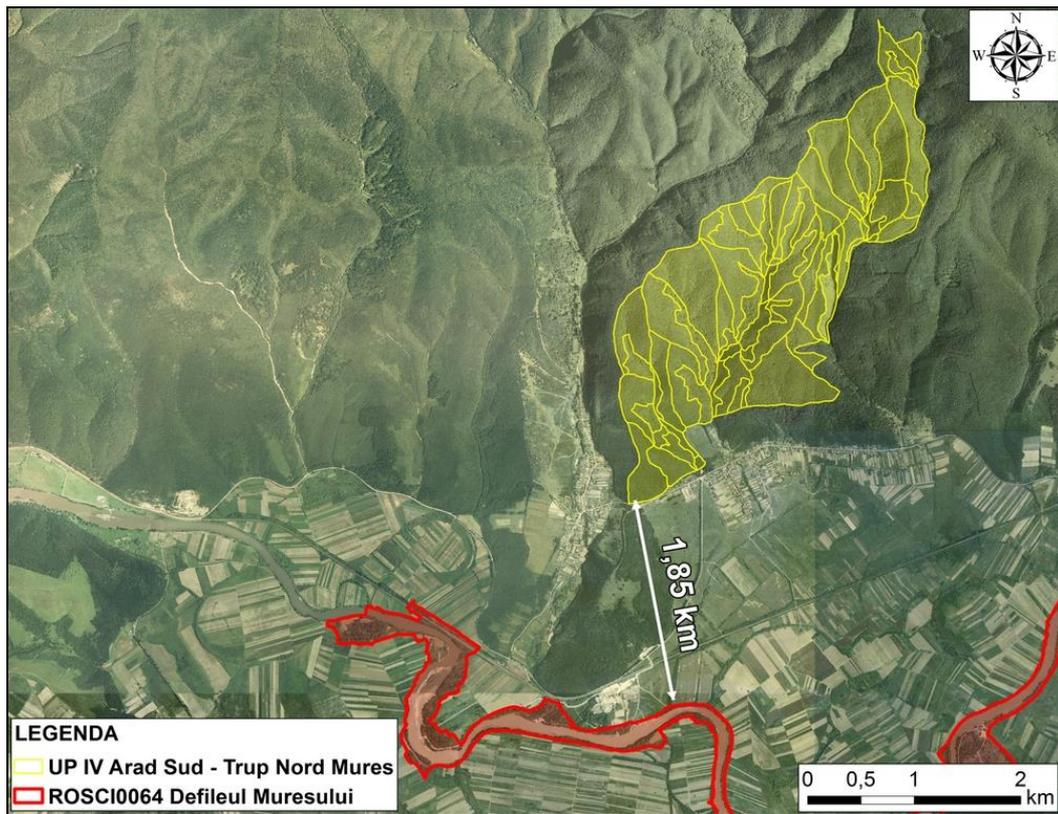 N
W E
S
1,85 km
LEGENDA
UP IV Arad Sud - Trup Nord Mures
ROSCI0064 Defileul Muresului
0 0,5 1 2
km